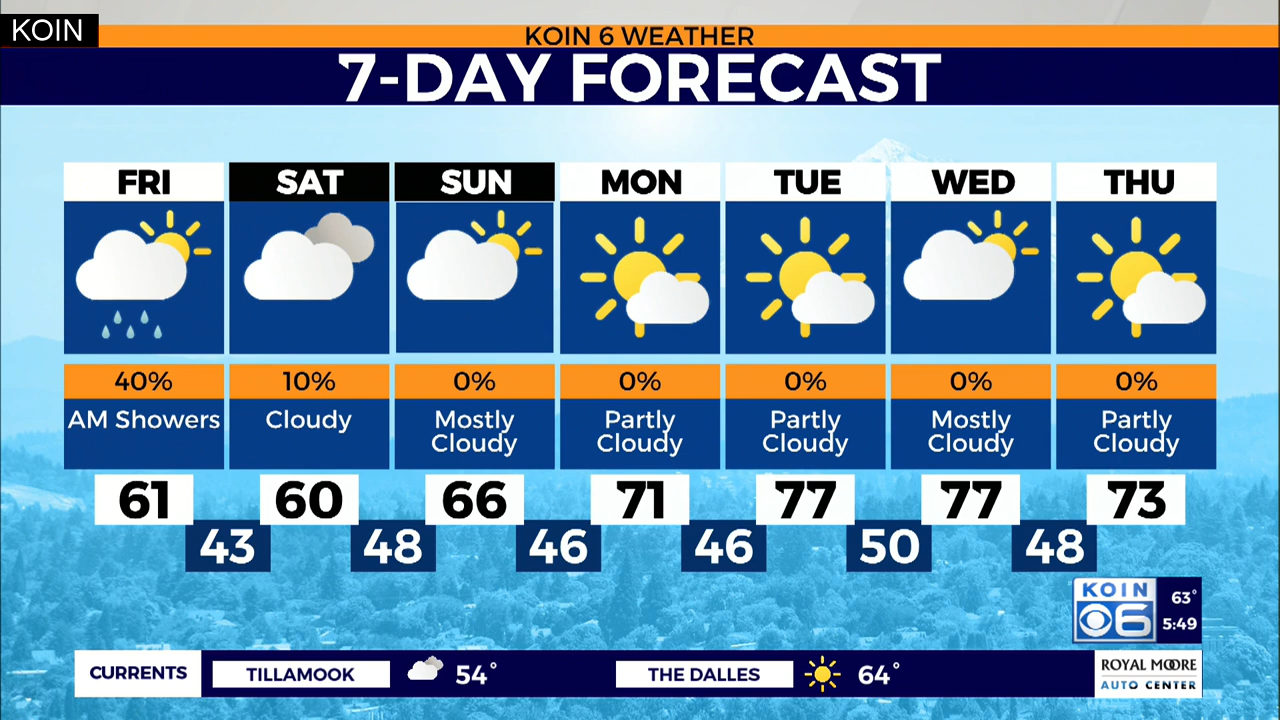 KOIN
KOIN 6 WEATHER
7-DAY FORECAST
FRI SAT SUN MON TUE WED THU
40% 10% 0% 0% 0% 0% 0%
AM Showers Cloudy Mostly Cloudy Partly Cloudy Partly Cloudy Mostly Cloudy Partly Cloudy
61 60 66 71 77 77 73
43 48 46 46 50 48
KOIN 6 63°
5:49
CURRENTS TILLAMOOK 54° THE DALLES 64° ROYAL MOORE
AUTO CENTER